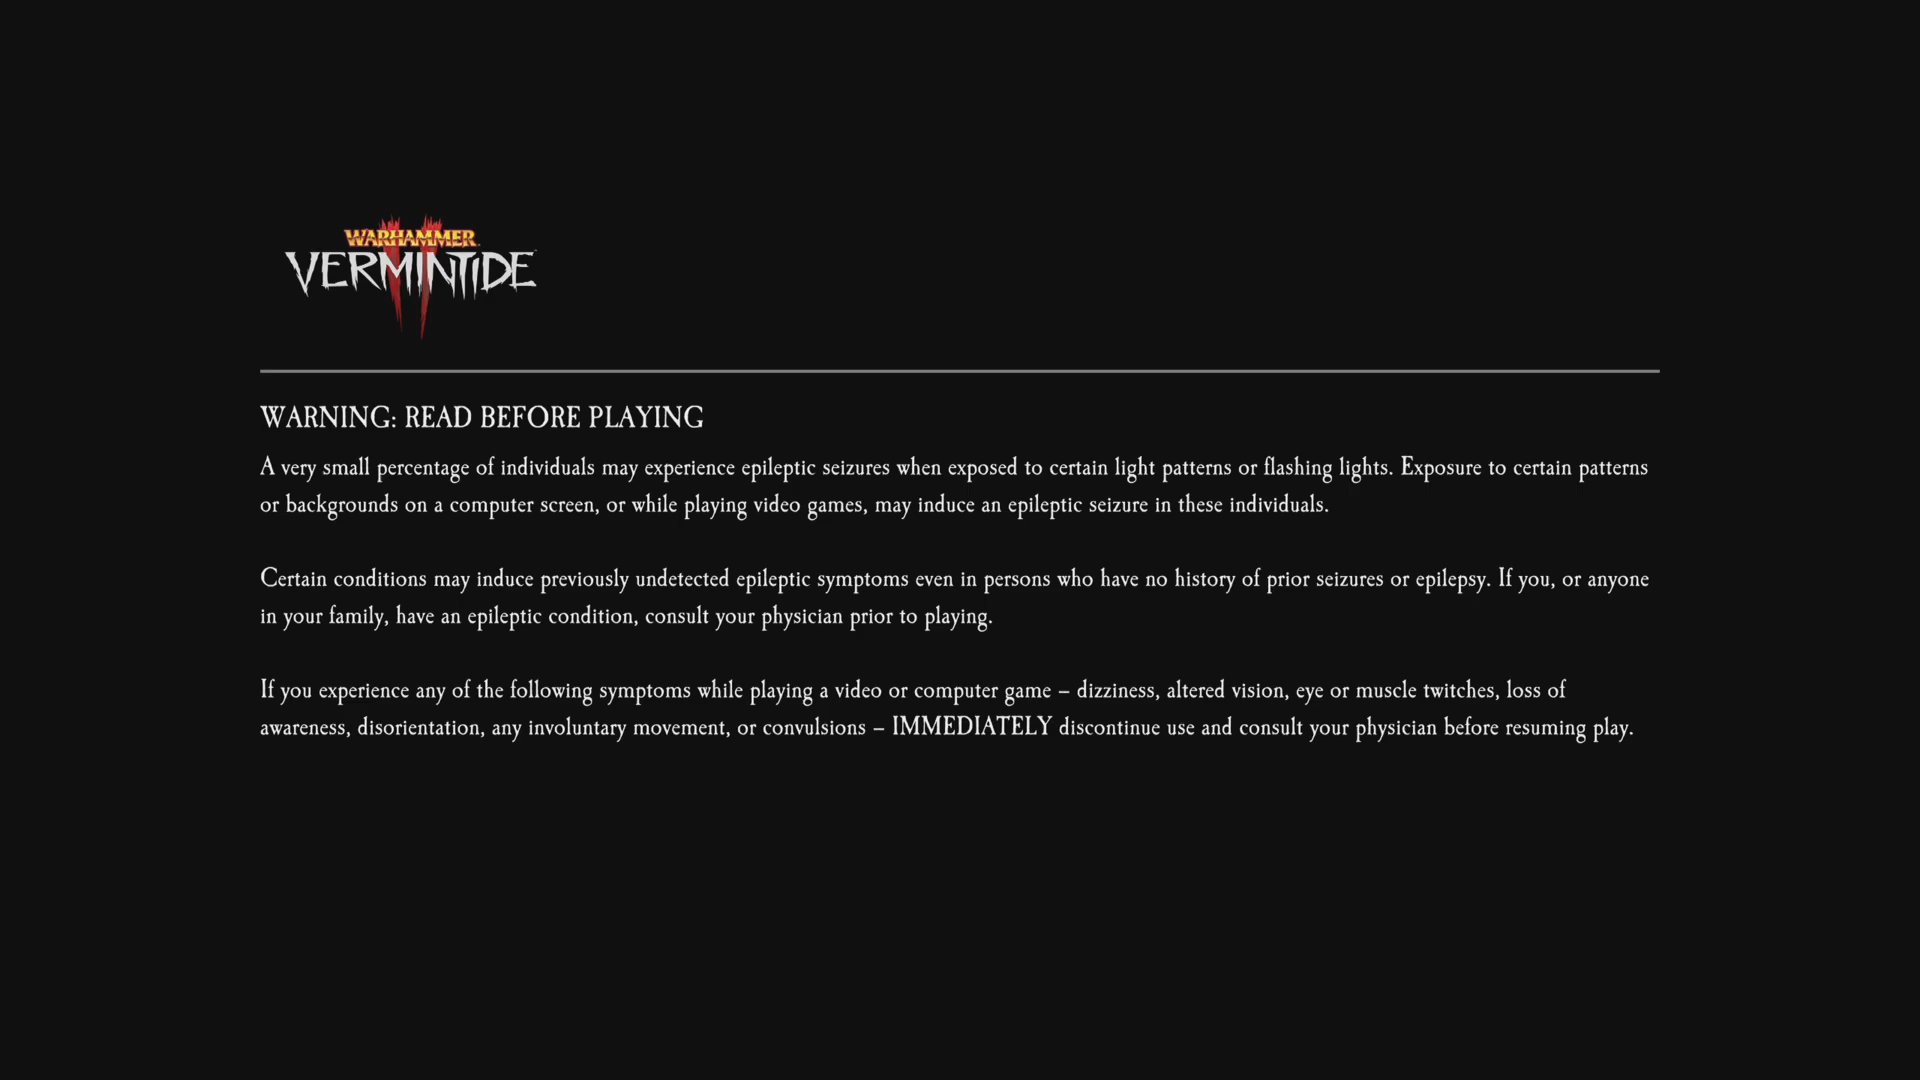 WARHAMMER
VERMINTIDE
II
WARNING: READ BEFORE PLAYING
A very small percentage of individuals may experience epileptic seizures when exposed to certain light patterns or flashing lights. Exposure to certain patterns
or backgrounds on a computer screen, or while playing video games, may induce an epileptic seizure in these individuals.
Certain conditions may induce previously undetected epileptic symptoms even in persons who have no history of prior seizures or epilepsy. If you, or anyone
in your family, have an epileptic condition, consult your physician prior to playing.
If you experience any of the following symptoms while playing a video or computer game – dizziness, altered vision, eye or muscle twitches, loss of
awareness, disorientation, any involuntary movement, or convulsions – IMMEDIATELY discontinue use and consult your physician before resuming play.